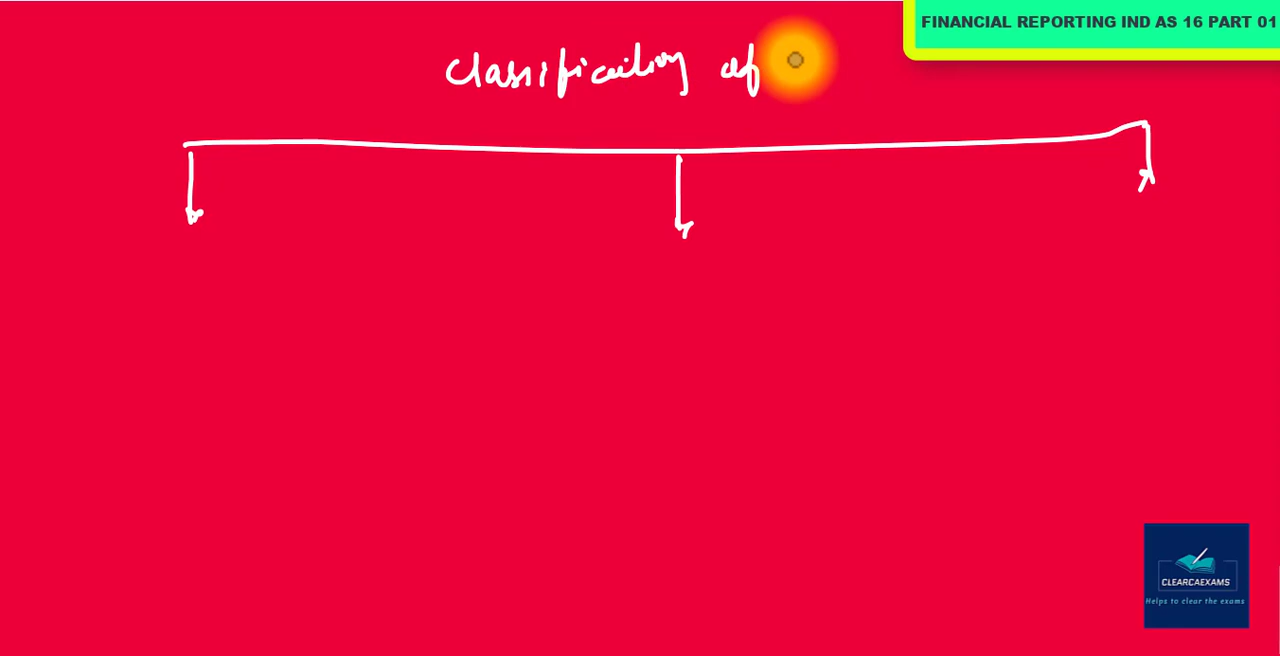 FINANCIAL REPORTING IND AS 16 PART 01
Classification of
CLEARCAEXAMS
Helps to clear the exams